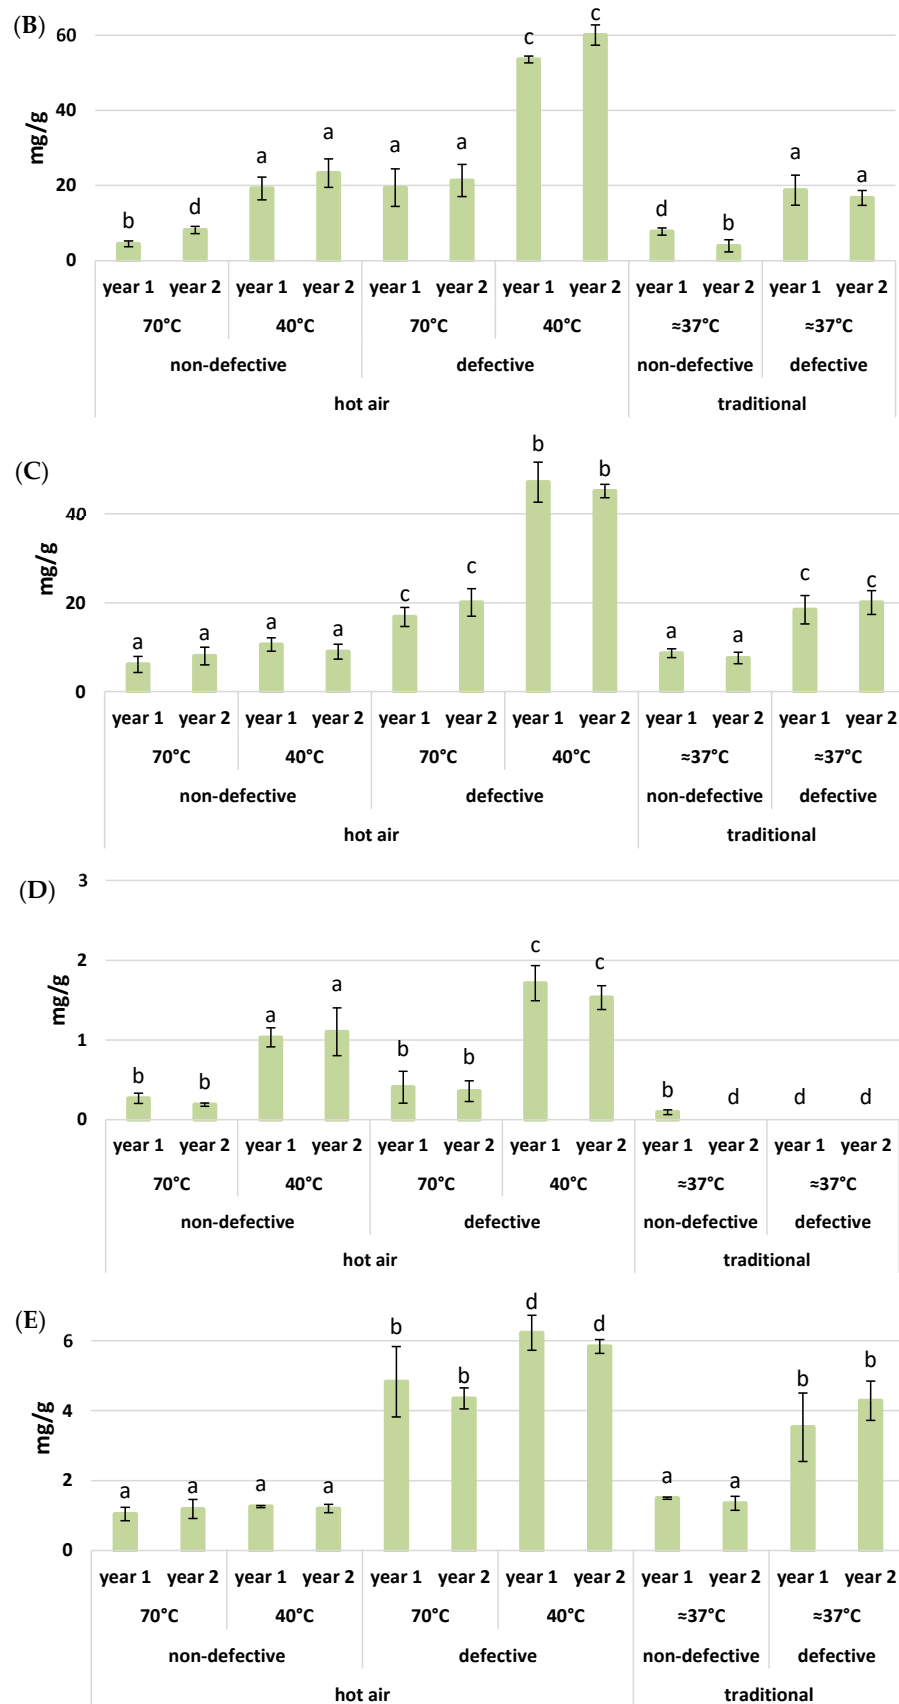 (B)
mg/g
60
40
20
0
b
d
a
a
a
a
c
c
d
b
a
a
year 1 year 2 year 1 year 2 year 1 year 2 year 1 year 2 year 1 year 2 year 1 year 2
70°C 40°C 70°C 40°C ≈37°C ≈37°C
non-defective defective non-defective defective
hot air traditional
(C)
mg/g
40
20
0
a
a
a
a
c
c
b
b
a
a
c
c
year 1 year 2 year 1 year 2 year 1 year 2 year 1 year 2 year 1 year 2 year 1 year 2
70°C 40°C 70°C 40°C ≈37°C ≈37°C
non-defective defective non-defective defective
hot air traditional
(D)
mg/g
3
2
1
0
b
b
a
a
b
b
c
c
b
d
d
d
year 1 year 2 year 1 year 2 year 1 year 2 year 1 year 2 year 1 year 2 year 1 year 2
70°C 40°C 70°C 40°C ≈37°C ≈37°C
non-defective defective non-defective defective
hot air traditional
(E)
mg/g
6
4
2
0
a
a
a
a
b
b
d
d
a
a
b
b
year 1 year 2 year 1 year 2 year 1 year 2 year 1 year 2 year 1 year 2 year 1 year 2
70°C 40°C 70°C 40°C ≈37°C ≈37°C
non-defective defective non-defective defective
hot air traditional